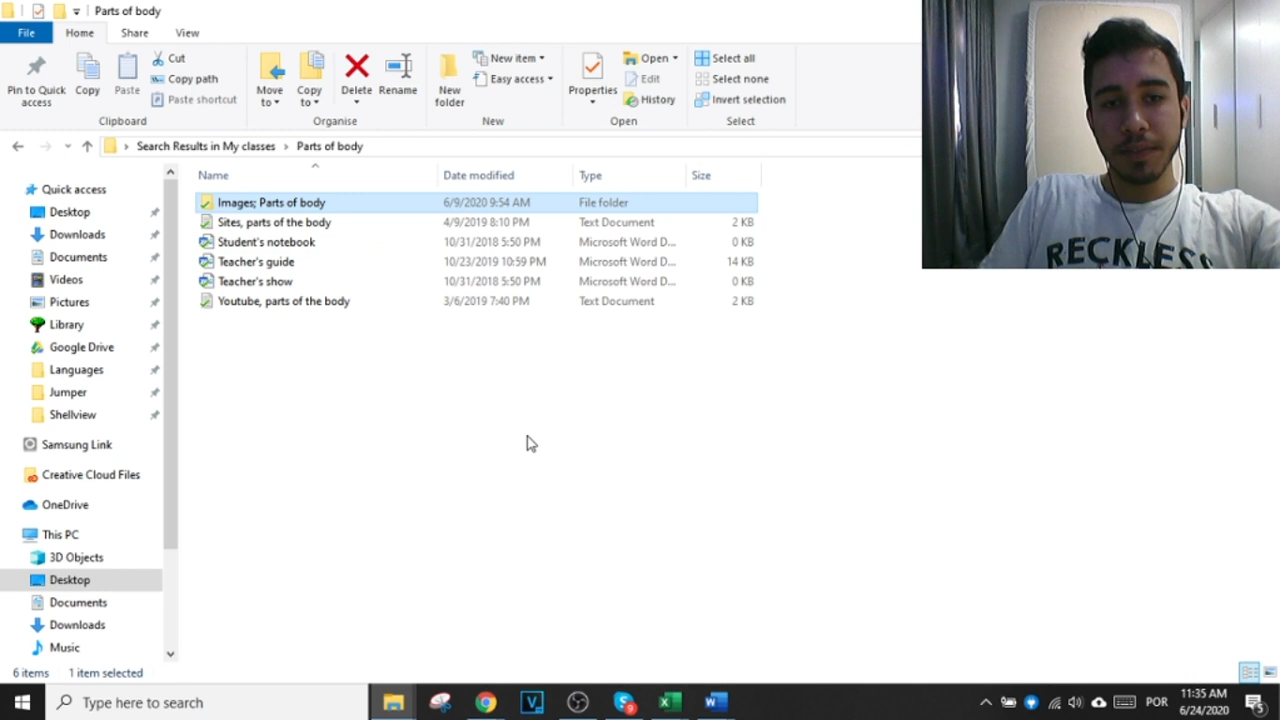 Parts of body
File Home Share View
Pin to Quick access
Copy
Paste
Cut
Copy path
Paste shortcut
Clipboard
Move to
Copy to
Delete
Rename
Organise
New folder
New item
Easy access
New
Properties
Open
Edit
History
Open
Select all
Select none
Invert selection
Select
Search Results in My classes > Parts of body
Name Date modified Type Size
Images; Parts of body 6/9/2020 9:54 AM File folder
Sites, parts of the body 4/9/2019 8:10 PM Text Document 2 KB
Student's notebook 10/31/2018 5:50 PM Microsoft Word D... 0 KB
Teacher's guide 10/23/2019 10:59 PM Microsoft Word D... 14 KB
Teacher's show 10/31/2018 5:50 PM Microsoft Word D... 0 KB
Youtube, parts of the body 3/6/2019 7:40 PM Text Document 2 KB
Quick access
Desktop
Downloads
Documents
Videos
Pictures
Library
Google Drive
Languages
Jumper
Shellview
Samsung Link
Creative Cloud Files
OneDrive
This PC
3D Objects
Desktop
Documents
Downloads
Music
RECKLESS
6 items 1 item selected
Type here to search
V
9
X
W
POR
11:35 AM
6/24/2020
5